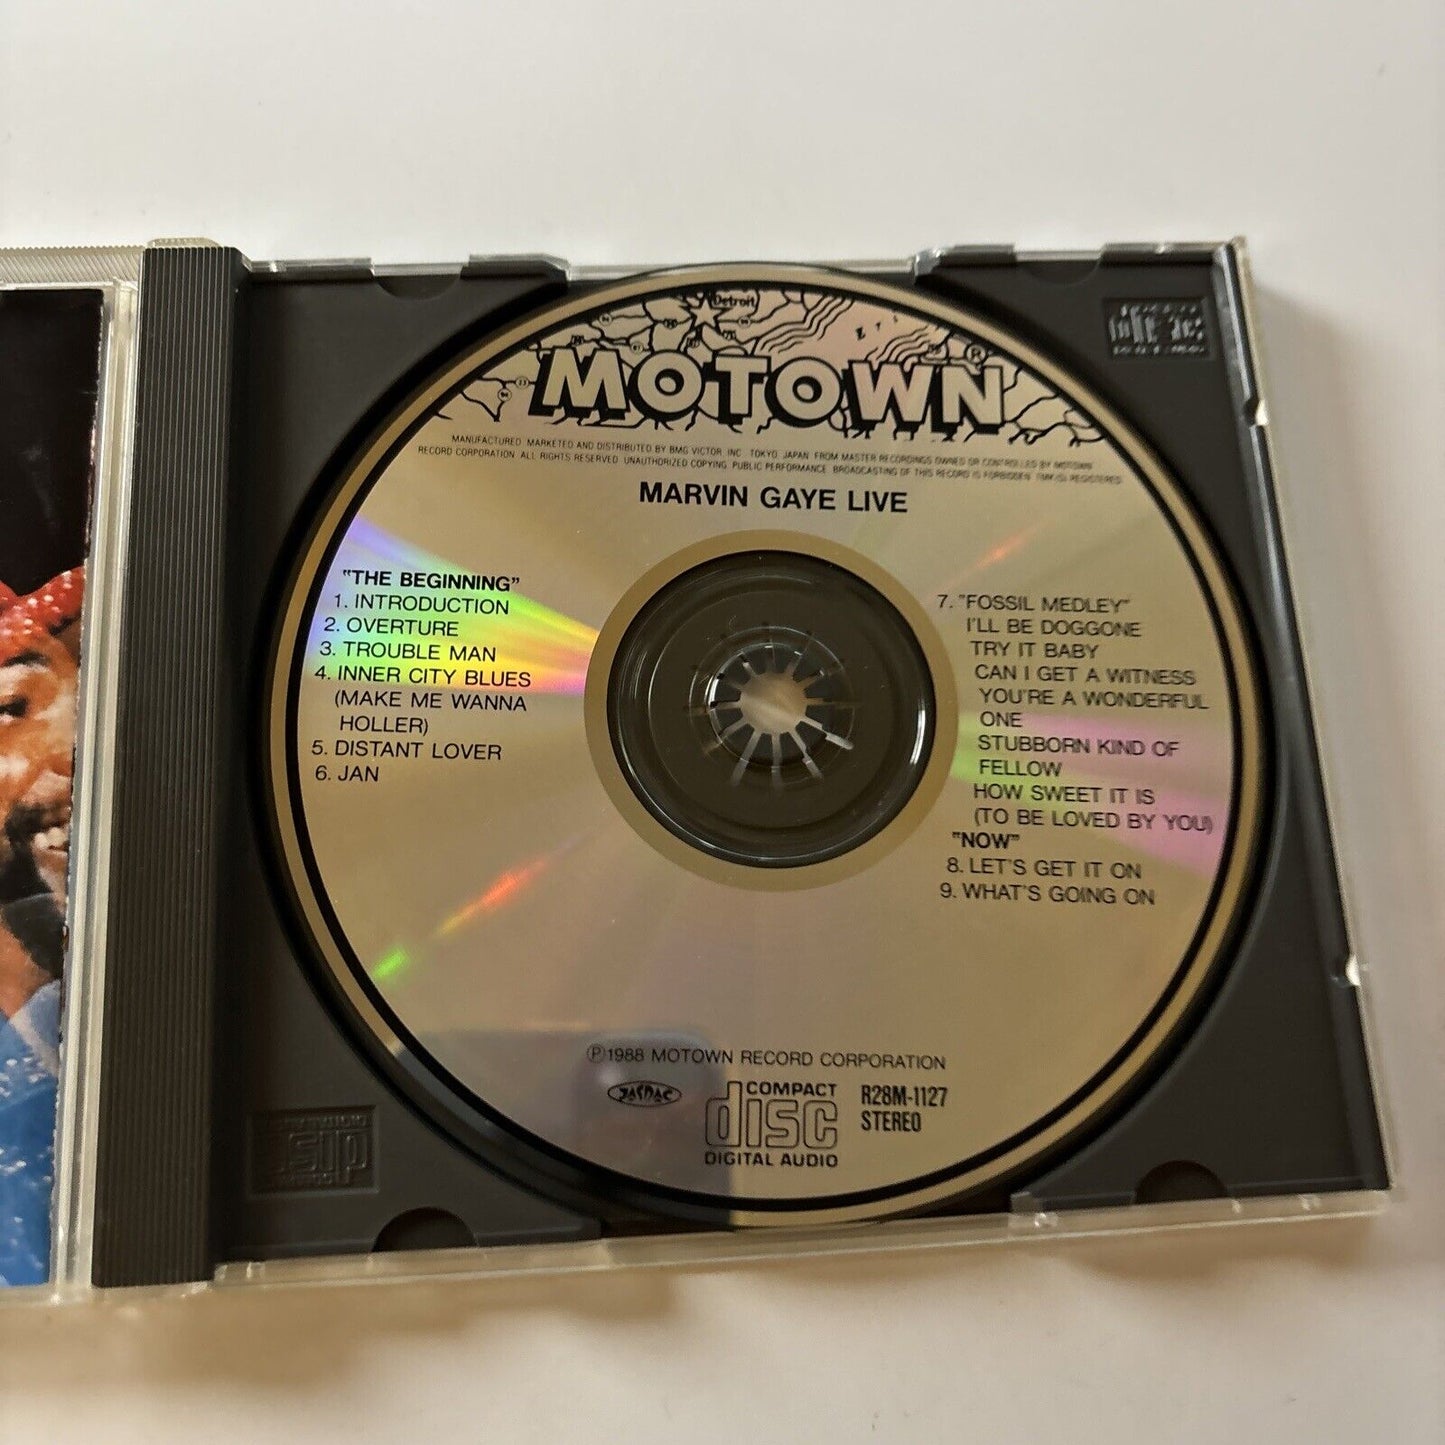 Detroit
MOTOWN®
MANUFACTURED MARKETED AND DISTRIBUTED BY BMG VICTOR, INC. TOKYO, JAPAN FROM MASTER RECORDINGS OWNED OR CONTROLLED BY MOTOWN
RECORD CORPORATION ALL RIGHTS RESERVED UNAUTHORIZED COPYING PUBLIC PERFORMANCE BROADCASTING OF THIS RECORD IS FORBIDDEN TMK(S) REGISTERED
MARVIN GAYE LIVE
"THE BEGINNING"
1. INTRODUCTION
2. OVERTURE
3. TROUBLE MAN
4. INNER CITY BLUES
(MAKE ME WANNA
HOLLER)
5. DISTANT LOVER
6. JAN
7. "FOSSIL MEDLEY"
I'LL BE DOGGONE
TRY IT BABY
CAN I GET A WITNESS
YOU'RE A WONDERFUL
ONE
STUBBORN KIND OF
FELLOW
HOW SWEET IT IS
(TO BE LOVED BY YOU)
"NOW"
8. LET'S GET IT ON
9. WHAT'S GOING ON
℗1988 MOTOWN RECORD CORPORATION
JASRAC
COMPACT
disc
DIGITAL AUDIO
R28M-1127
STEREO